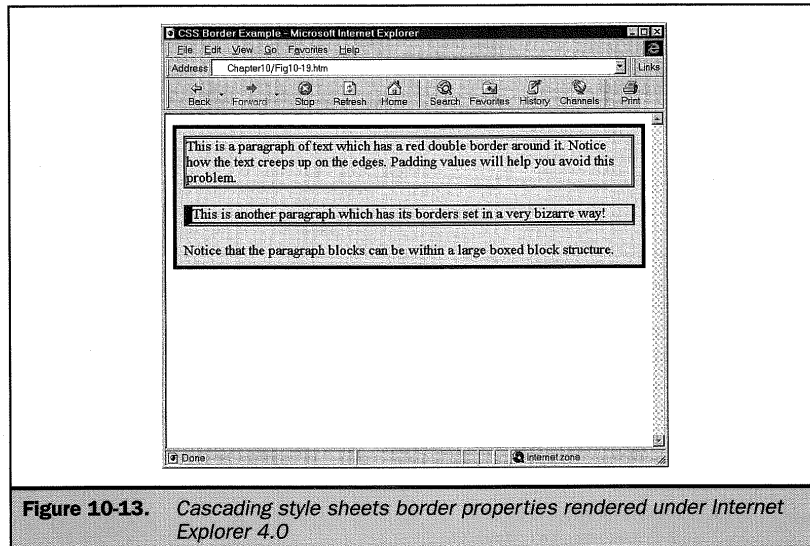 CSS Border Example - Microsoft Internet Explorer
File Edit View Go Favorites Help
Address Chapter10/Fig10-19.htm Links
Back Forward Stop Refresh Home Search Favorites History Channels Print
This is a paragraph of text which has a red double border around it. Notice
how the text creeps up on the edges. Padding values will help you avoid this
problem.
This is another paragraph which has its borders set in a very bizarre way!
Notice that the paragraph blocks can be within a large boxed block structure.
Done Internet zone
Figure 10-13. Cascading style sheets border properties rendered under Internet
Explorer 4.0